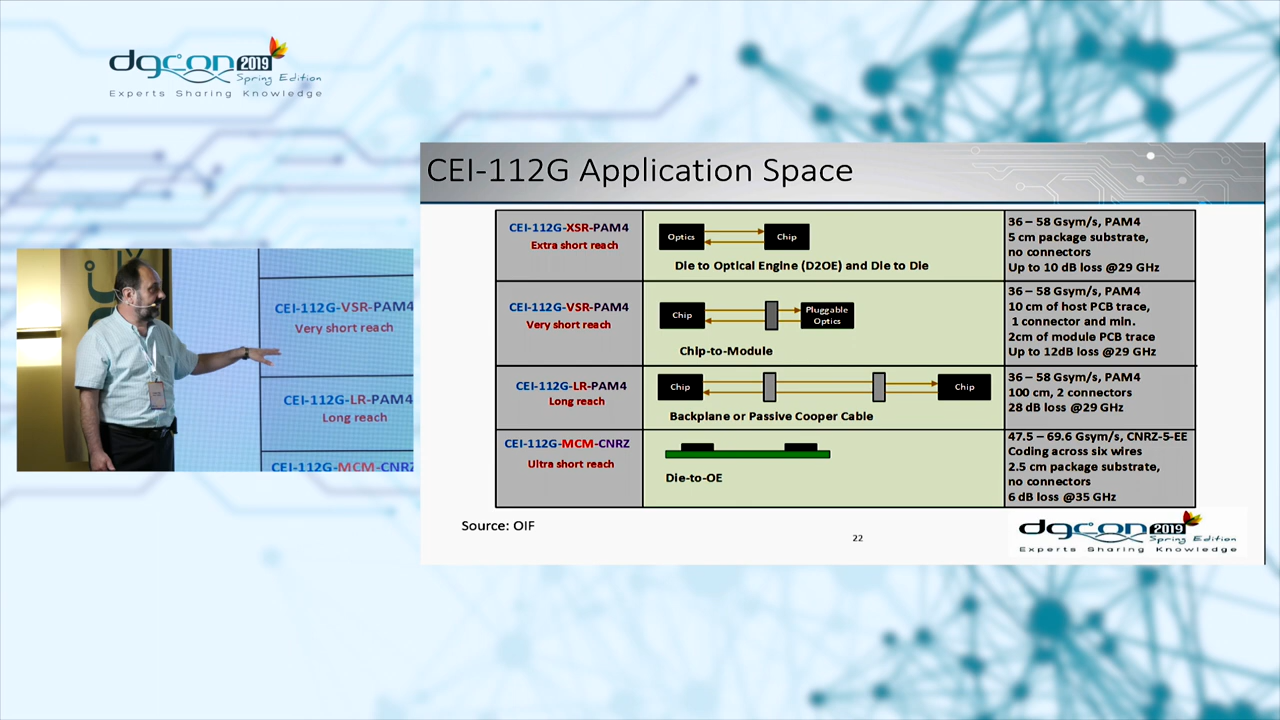 dgcon 2019
Spring Edition
Experts Sharing Knowledge
CEI-112G-VSR-PAM4
Very short reach
CEI-112G-LR-PAM4
Long reach
CEI-112G-MCM-CNRZ
CEI-112G Application Space
CEI-112G-XSR-PAM4
Extra short reach
Optics
Chip
Die to Optical Engine (D2OE) and Die to Die
36 – 58 Gsym/s, PAM4
5 cm package substrate,
no connectors
Up to 10 dB loss @29 GHz
CEI-112G-VSR-PAM4
Very short reach
Chip
Pluggable
Optics
Chip-to-Module
36 – 58 Gsym/s, PAM4
10 cm of host PCB trace,
1 connector and min.
2cm of module PCB trace
Up to 12dB loss @29 GHz
CEI-112G-LR-PAM4
Long reach
Chip
Chip
Backplane or Passive Cooper Cable
36 – 58 Gsym/s, PAM4
100 cm, 2 connectors
28 dB loss @29 GHz
CEI-112G-MCM-CNRZ
Ultra short reach
Die-to-OE
47.5 – 69.6 Gsym/s, CNRZ-5-EE
Coding across six wires
2.5 cm package substrate,
no connectors
6 dB loss @35 GHz
Source: OIF
22
dgcon 2019
Spring Edition
Experts Sharing Knowledge